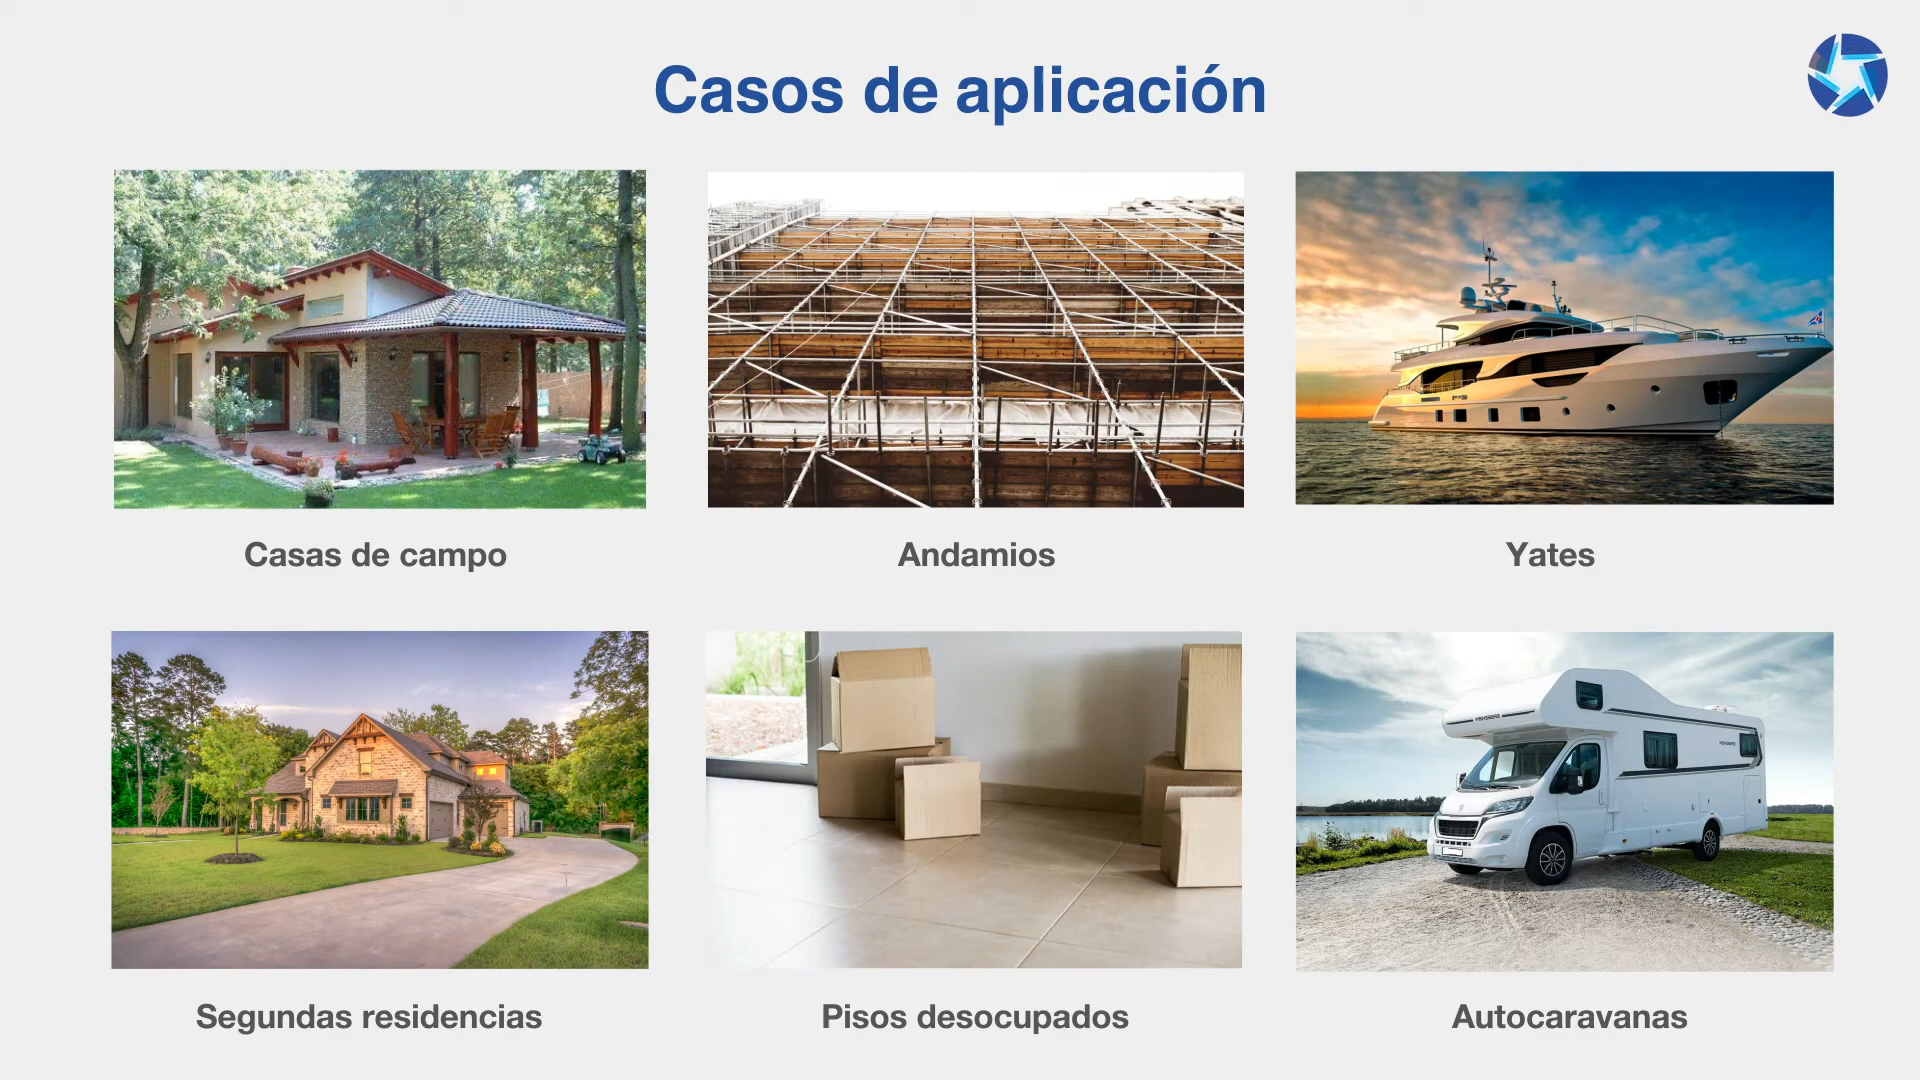 Casos de aplicación
Casas de campo
Andamios
Yates
Segundas residencias
Pisos desocupados
Autocaravanas